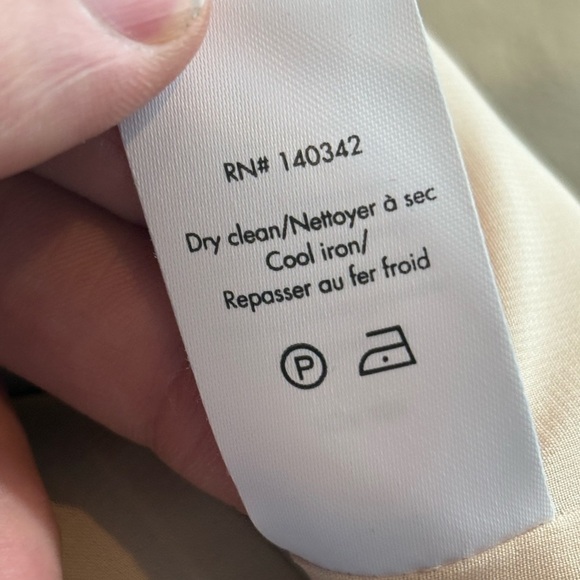 RN# 140342
Dry clean/Nettoyer à sec
Cool iron/
Repasser au fer froid
P